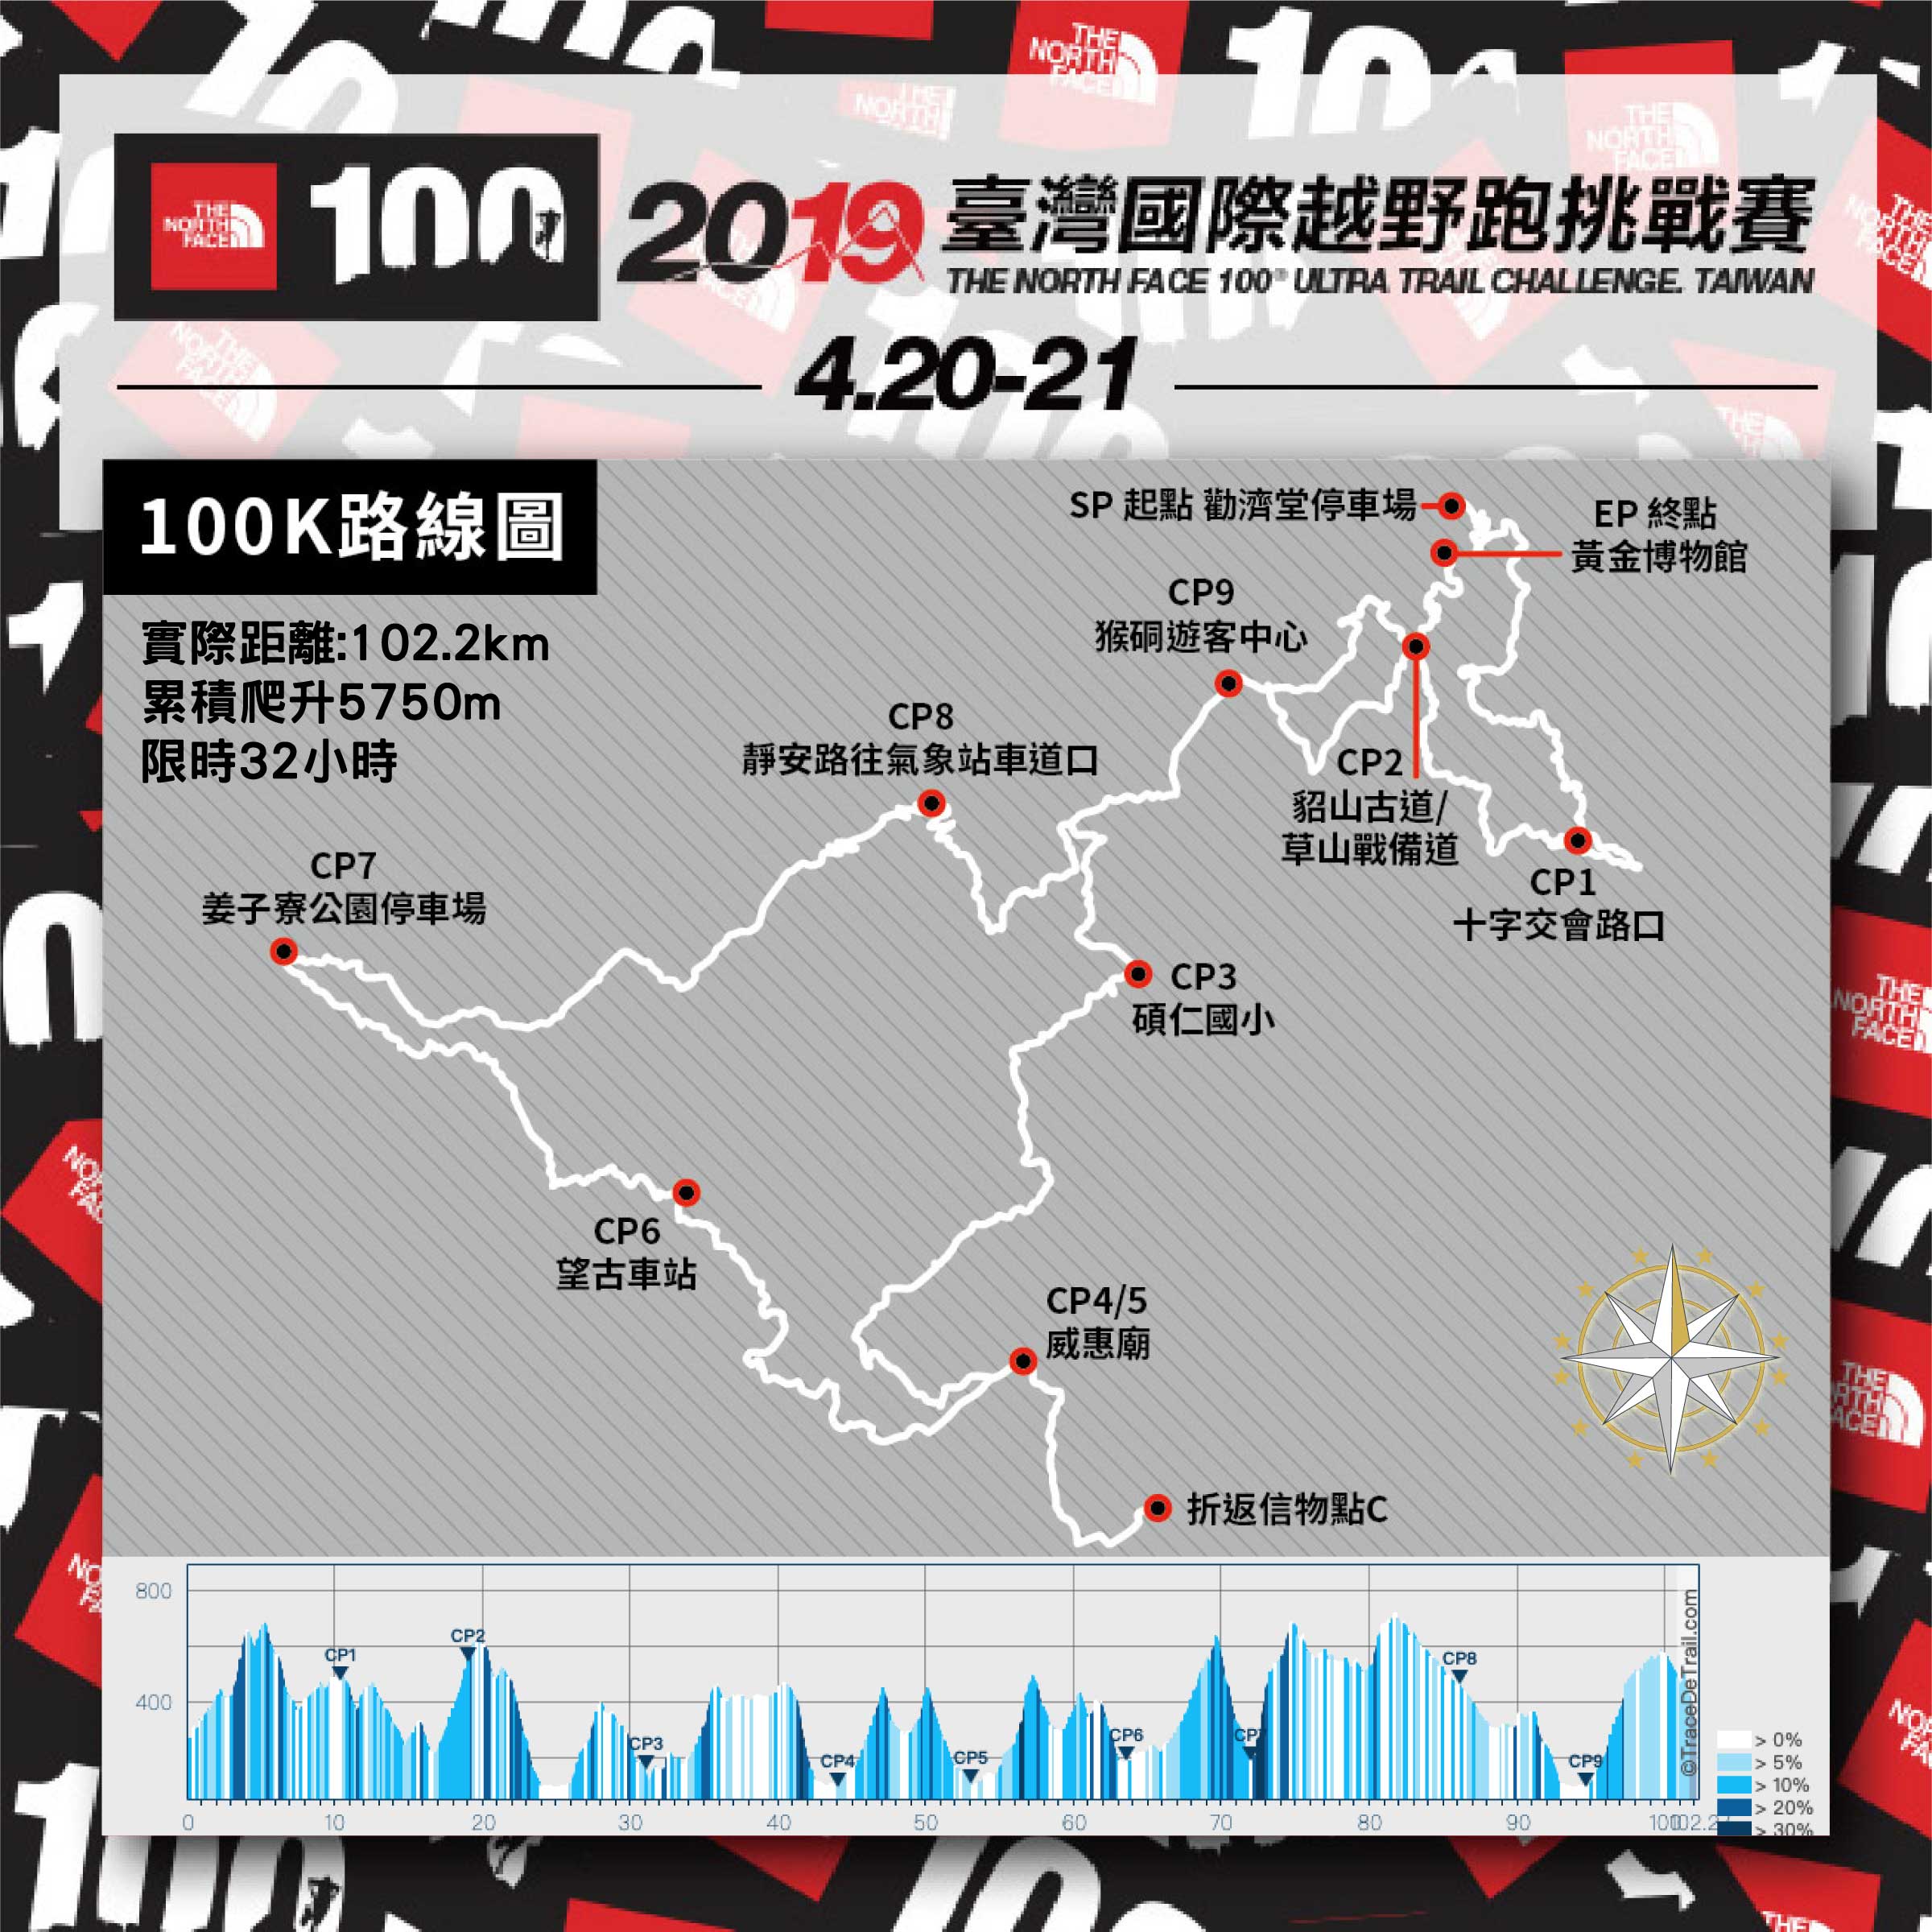 THE
NORTH
FACE
100
2019
臺灣國際越野跑挑戰賽
THE NORTH FACE 100® ULTRA TRAIL CHALLENGE. TAIWAN
4.20-21
100K路線圖
實際距離:102.2km
累積爬升5750m
限時32小時
SP 起點 勸濟堂停車場
EP 終點
黃金博物館
CP9
猴硐遊客中心
CP8
靜安路往氣象站車道口
CP2
貂山古道/
草山戰備道
CP7
姜子寮公園停車場
CP1
十字交會路口
CP3
碩仁國小
CP6
望古車站
CP4/5
威惠廟
折返信物點C
800
400
CP1
CP2
CP3
CP4
CP5
CP6
CP7
CP8
CP9
0 10 20 30 40 50 60 70 80 90 100
©TraceDeTrail.com
> 0%
> 5%
> 10%
> 20%
> 30%